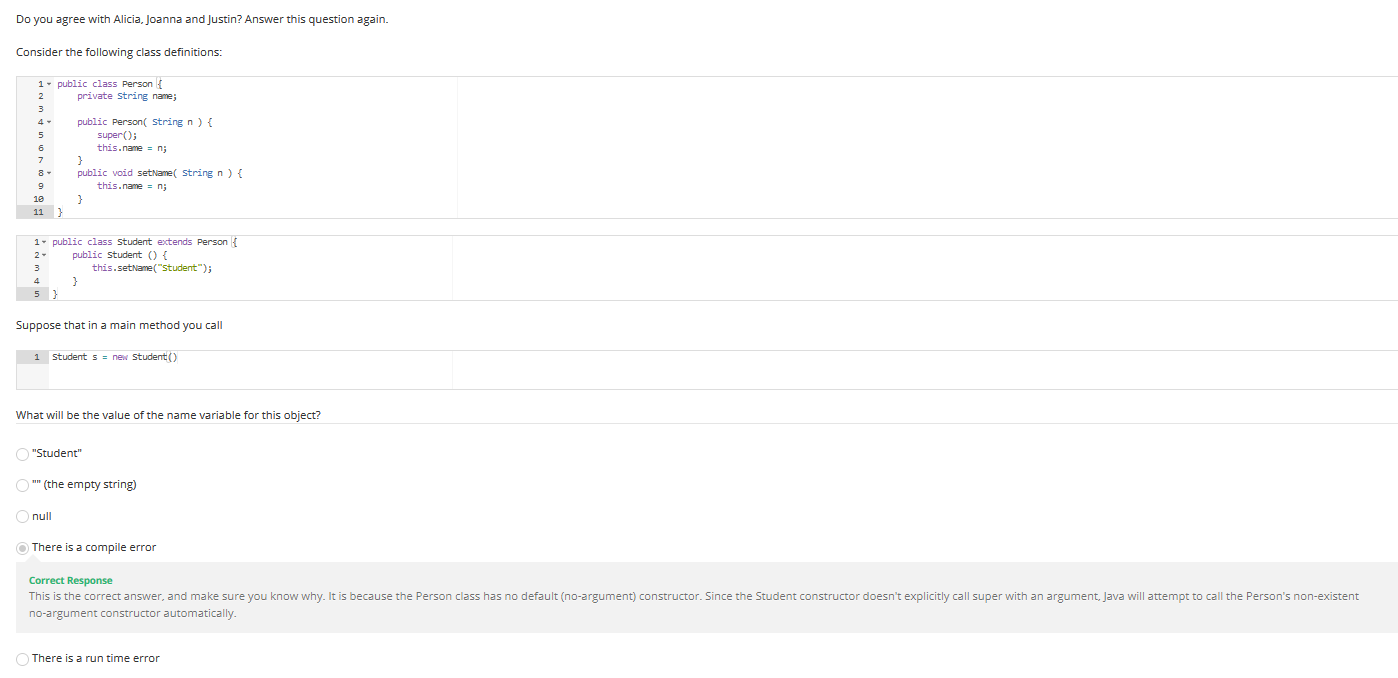 Do you agree with Alicia, Joanna and Justin? Answer this question again.
Consider the following class definitions:
1 public class Person {
2 private String name;
3
4 public Person( String n ) {
5 super();
6 this.name = n;
7 }
8 public void setName( String n ) {
9 this.name = n;
10 }
11 }
1 public class Student extends Person {
2 public Student () {
3 this.setName("Student");
4 }
5 }
Suppose that in a main method you call
1 Student s = new Student()
What will be the value of the name variable for this object?
"Student"
"" (the empty string)
null
There is a compile error
Correct Response
This is the correct answer, and make sure you know why. It is because the Person class has no default (no-argument) constructor. Since the Student constructor doesn't explicitly call super with an argument, Java will attempt to call the Person's non-existent
no-argument constructor automatically.
There is a run time error